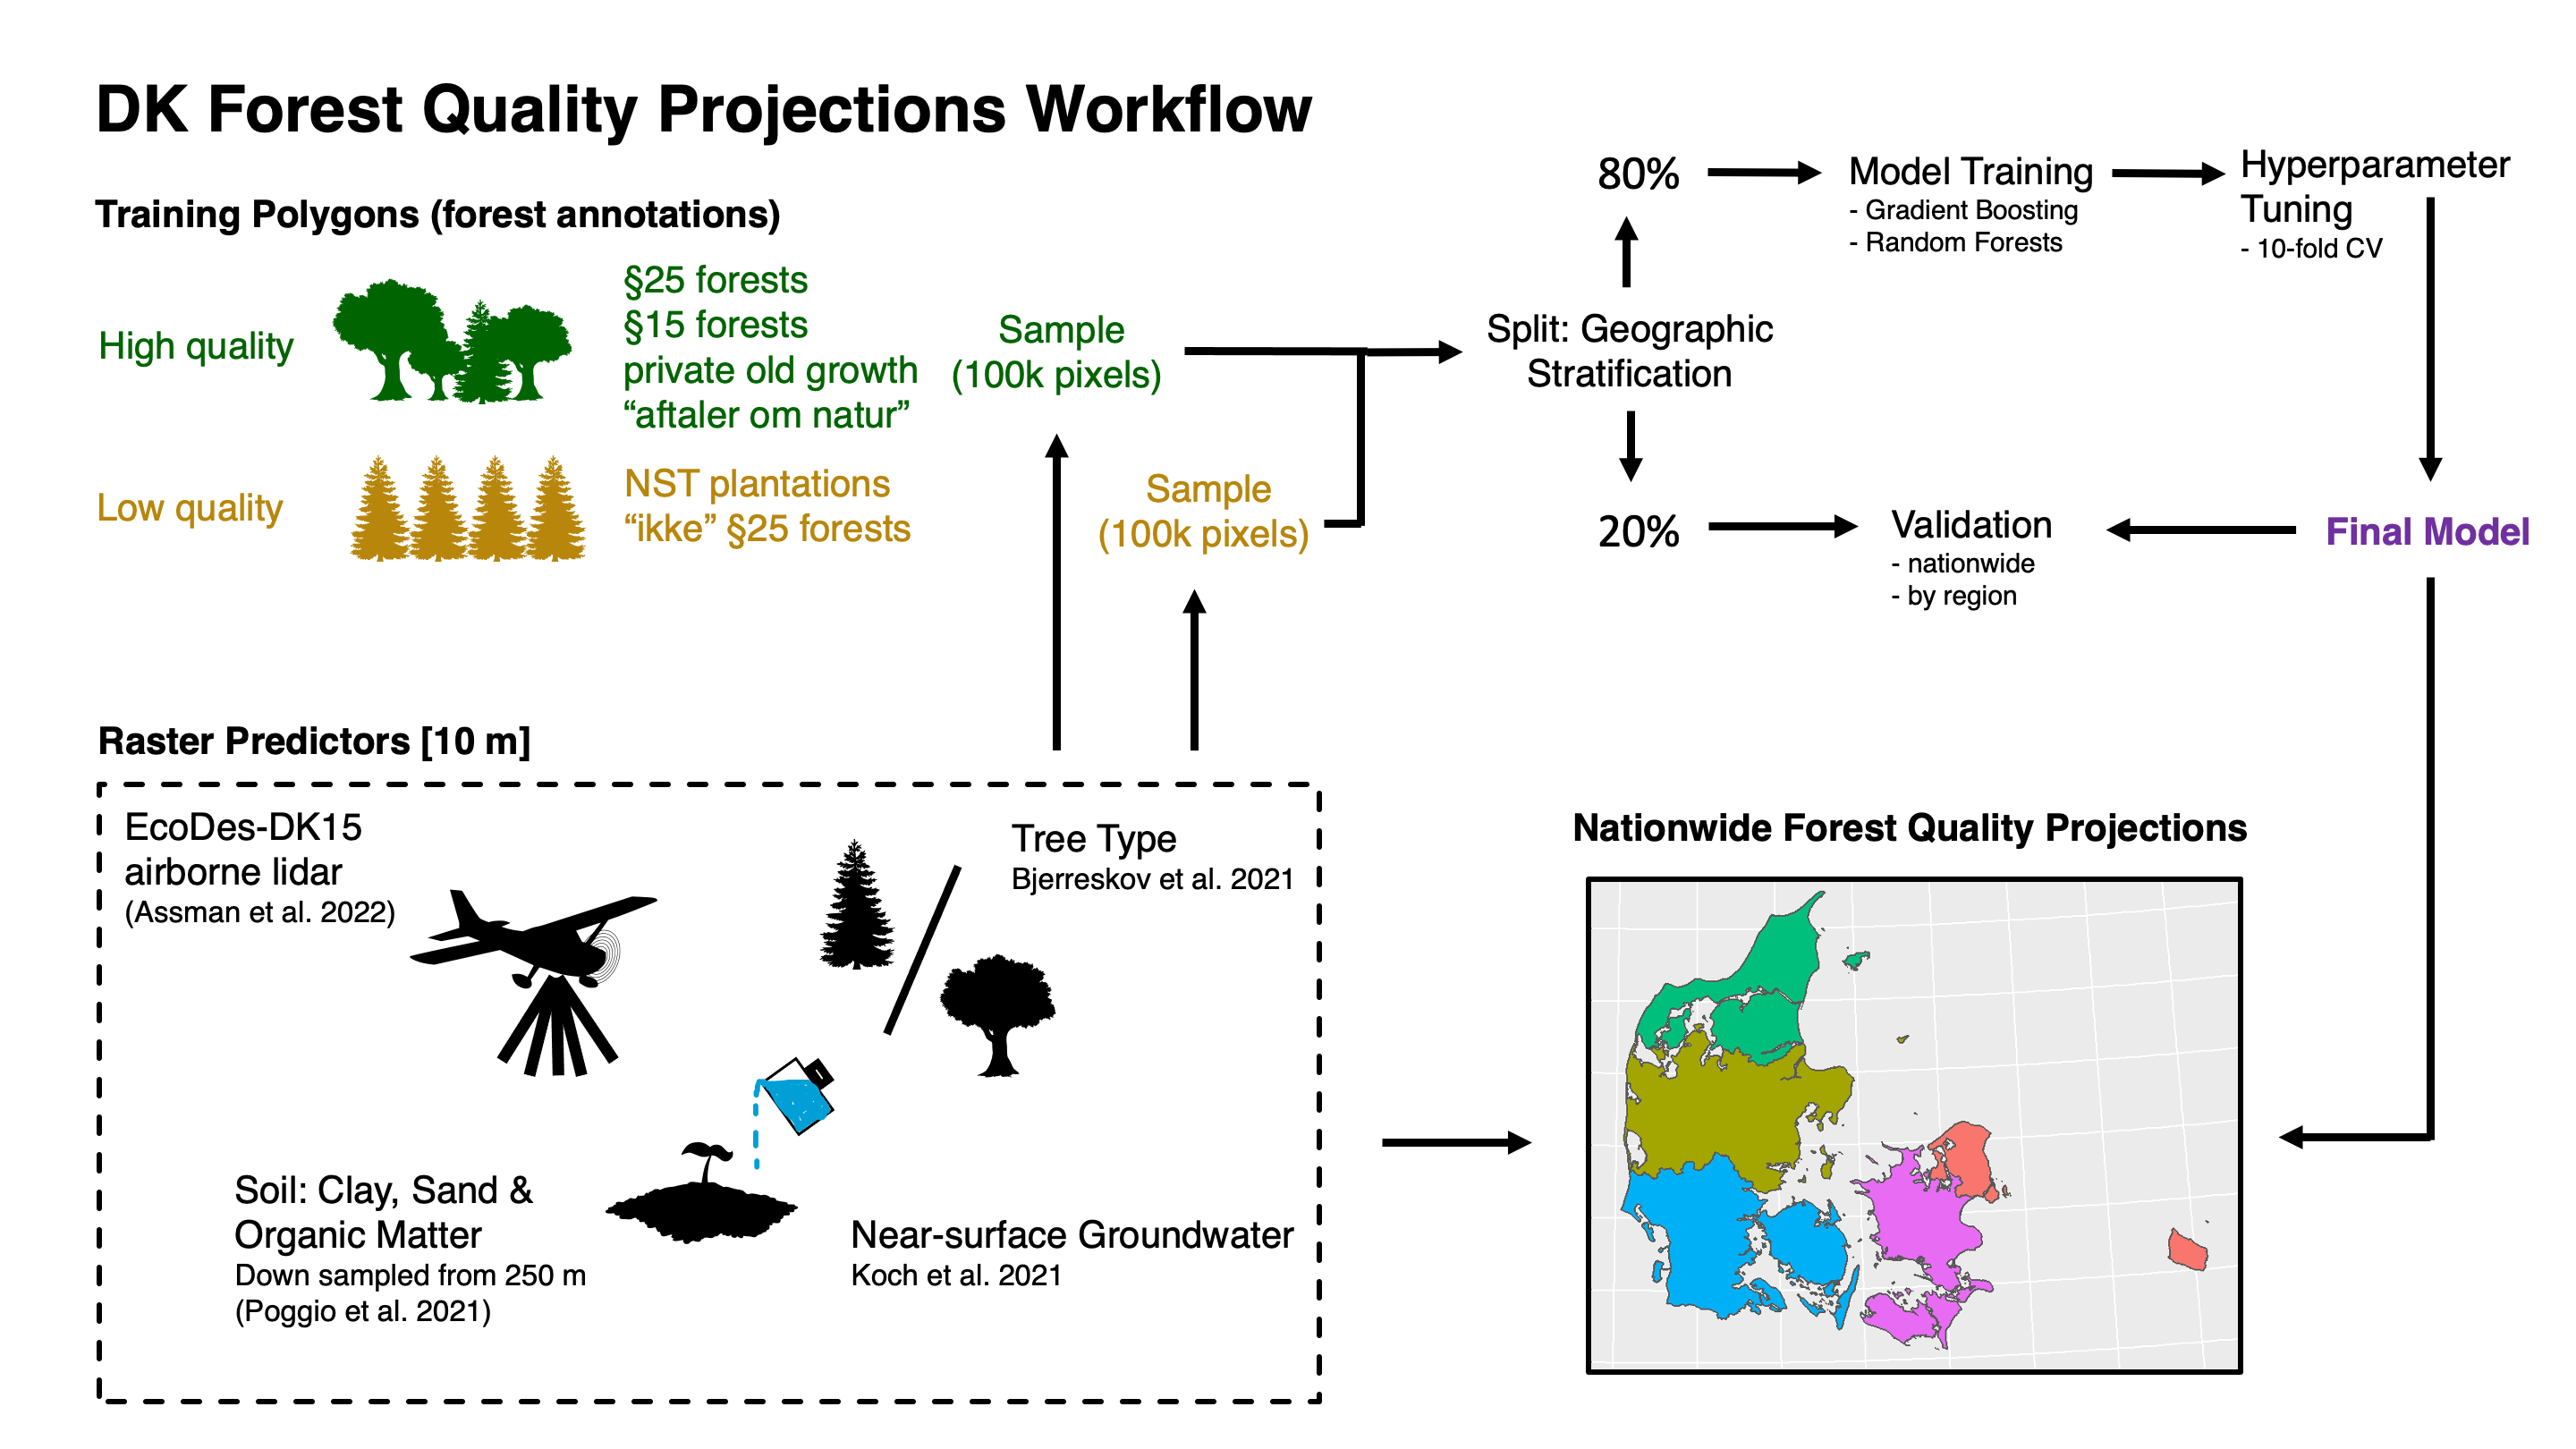 DK Forest Quality Projections Workflow
Training Polygons (forest annotations)
High quality
§25 forests
§15 forests
private old growth
“aftaler om natur”
Sample
(100k pixels)
Low quality
NST plantations
“ikke” §25 forests
Sample
(100k pixels)
Split: Geographic
Stratification
80%
Model Training
- Gradient Boosting
- Random Forests
Hyperparameter
Tuning
- 10-fold CV
20%
Validation
- nationwide
- by region
Final Model
Raster Predictors [10 m]
EcoDes-DK15
airborne lidar
(Assman et al. 2022)
Tree Type
Bjerreskov et al. 2021
Soil: Clay, Sand &
Organic Matter
Down sampled from 250 m
(Poggio et al. 2021)
Near-surface Groundwater
Koch et al. 2021
Nationwide Forest Quality Projections